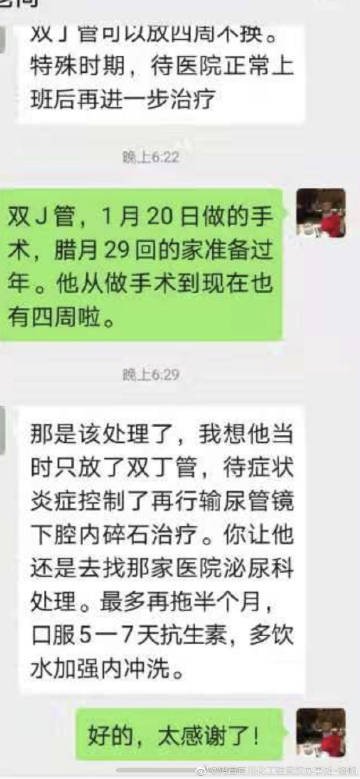 双丁管可以放四周不换。
特殊时期，待医院正常上
班后再进一步治疗
晚上6:22
双J管，1月20日做的手
术，腊月29回的家准备过
年。他从做手术到现在也
有四周啦。
晚上6:29
那是该处理了，我想他当
时只放了双丁管，待症状
炎症控制了再行输尿管镜
下腔内碎石治疗。你让他
还是去找那家医院泌尿科
处理。最多再拖半个月，
口服5一7天抗生素，多饮
水加强内冲洗。
好的，太感谢了！